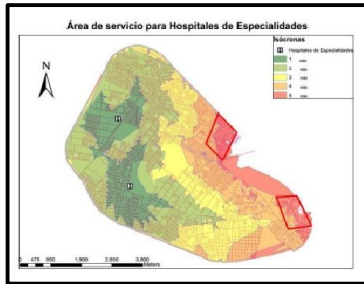 Área de servicio para Hospitales de Especialidades
Isócronas
H Hospitales de Especialidades
1 min
2 min
3 min
4 min
5 min
N
H
H
0 475 950 1,900 2,850 3,800
Meters